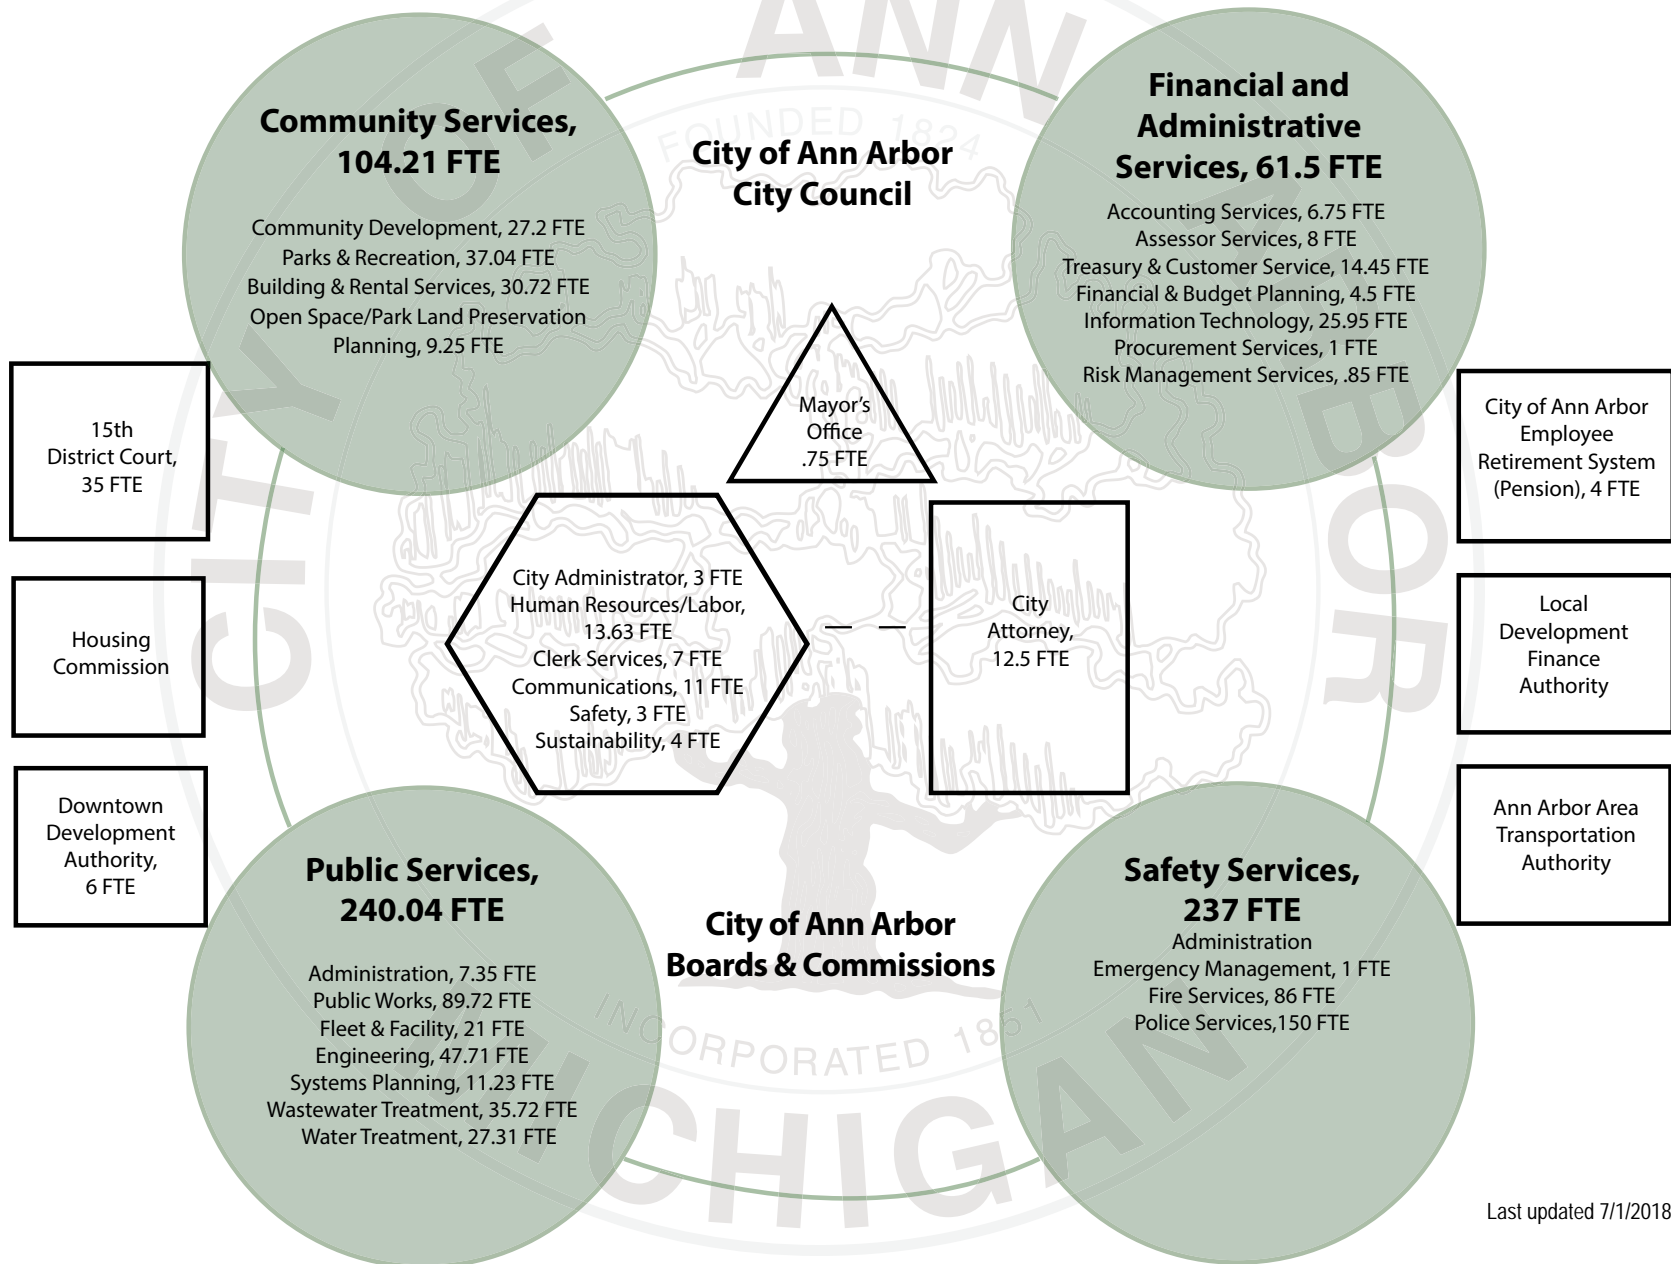 CITY OF ANN ARBOR
MICHIGAN
FOUNDED 1824
INCORPORATED 1851
Community Services,
104.21 FTE
Community Development, 27.2 FTE
Parks & Recreation, 37.04 FTE
Building & Rental Services, 30.72 FTE
Open Space/Park Land Preservation
Planning, 9.25 FTE
City of Ann Arbor
City Council
Financial and
Administrative
Services, 61.5 FTE
Accounting Services, 6.75 FTE
Assessor Services, 8 FTE
Treasury & Customer Service, 14.45 FTE
Financial & Budget Planning, 4.5 FTE
Information Technology, 25.95 FTE
Procurement Services, 1 FTE
Risk Management Services, .85 FTE
15th
District Court,
35 FTE
Housing
Commission
Downtown
Development
Authority,
6 FTE
Mayor’s
Office
.75 FTE
City Administrator, 3 FTE
Human Resources/Labor,
13.63 FTE
Clerk Services, 7 FTE
Communications, 11 FTE
Safety, 3 FTE
Sustainability, 4 FTE
City
Attorney,
12.5 FTE
City of Ann Arbor
Employee
Retirement System
(Pension), 4 FTE
Local
Development
Finance
Authority
Ann Arbor Area
Transportation
Authority
Public Services,
240.04 FTE
Administration, 7.35 FTE
Public Works, 89.72 FTE
Fleet & Facility, 21 FTE
Engineering, 47.71 FTE
Systems Planning, 11.23 FTE
Wastewater Treatment, 35.72 FTE
Water Treatment, 27.31 FTE
City of Ann Arbor
Boards & Commissions
Safety Services,
237 FTE
Administration
Emergency Management, 1 FTE
Fire Services, 86 FTE
Police Services,150 FTE
Last updated 7/1/2018